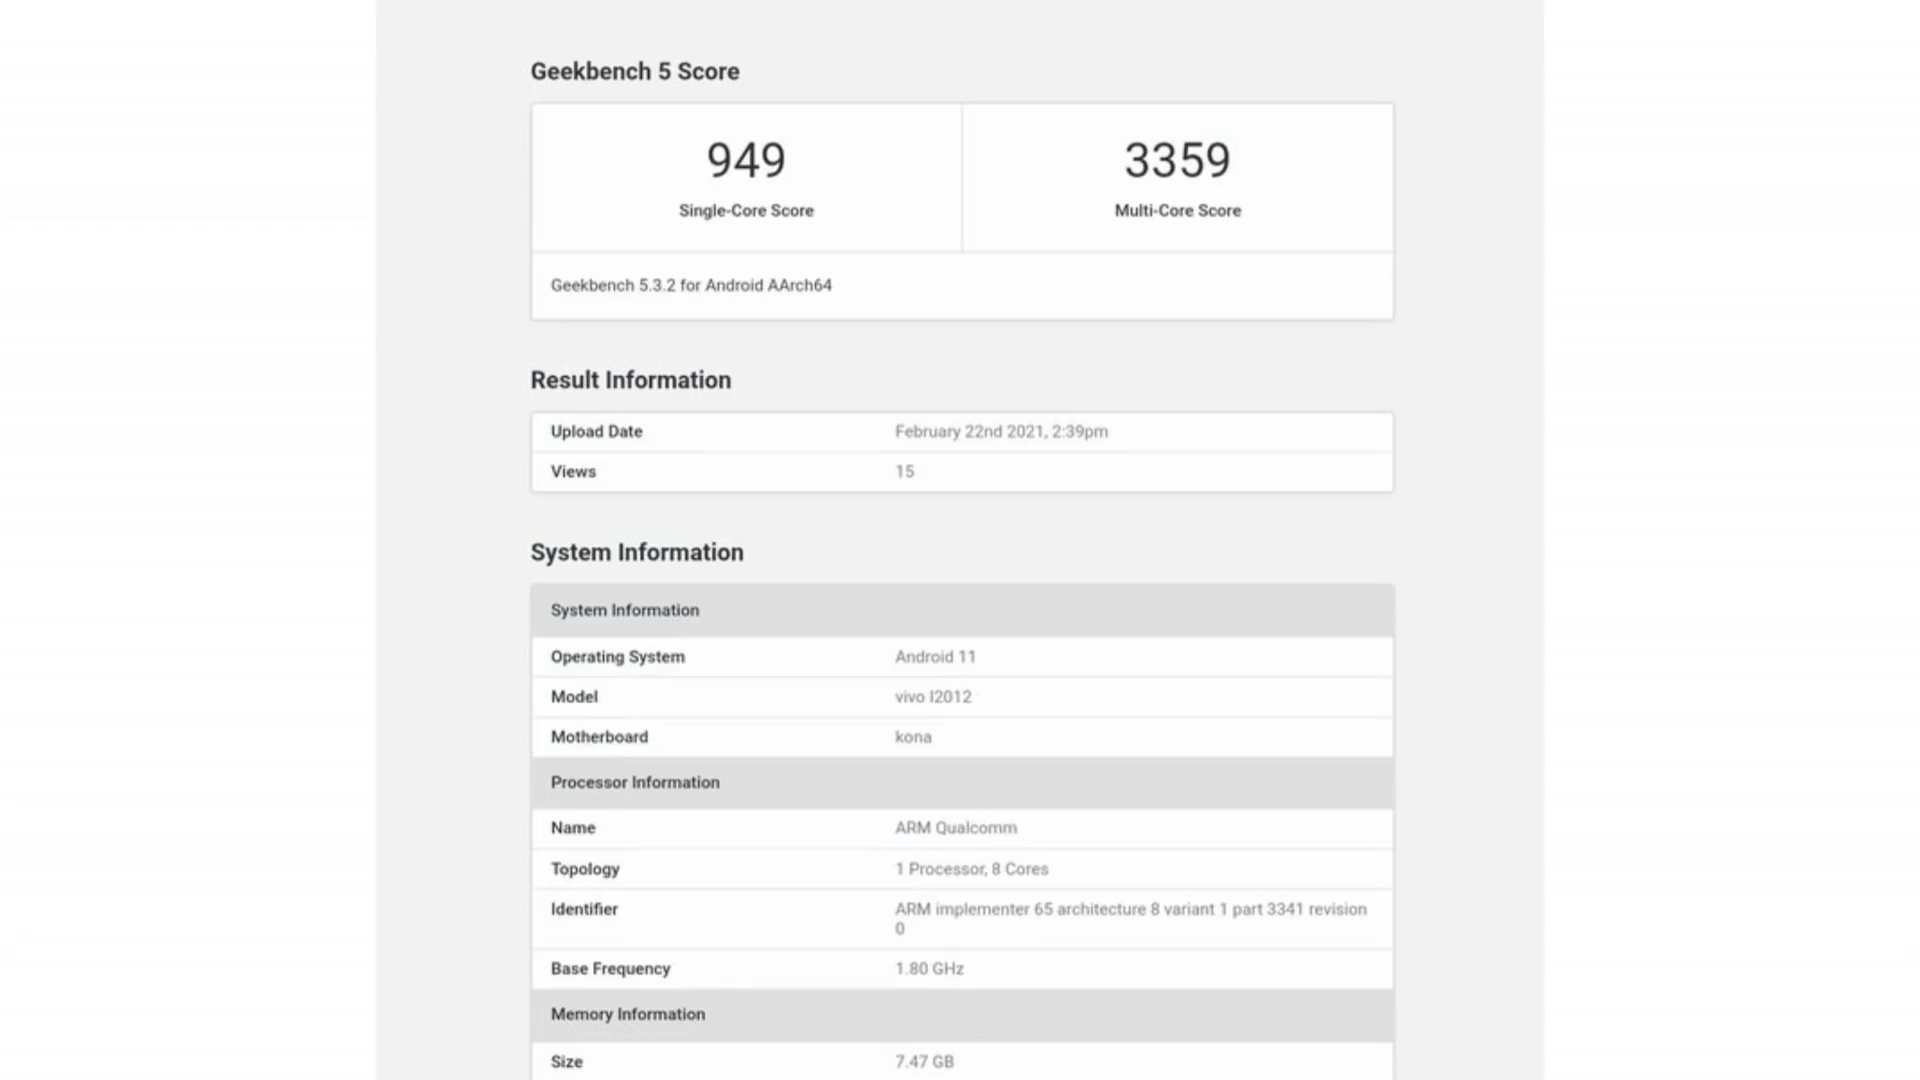 Geekbench 5 Score
949
3359
Single-Core Score
Multi-Core Score
Geekbench 5.3.2 for Android AArch64
Result Information
Upload Date February 22nd 2021, 2:39pm
Views 15
System Information
System Information
Operating System Android 11
Model vivo I2012
Motherboard kona
Processor Information
Name ARM Qualcomm
Topology 1 Processor, 8 Cores
Identifier ARM implementer 65 architecture 8 variant 1 part 3341 revision
0
Base Frequency 1.80 GHz
Memory Information
Size 7.47 GB